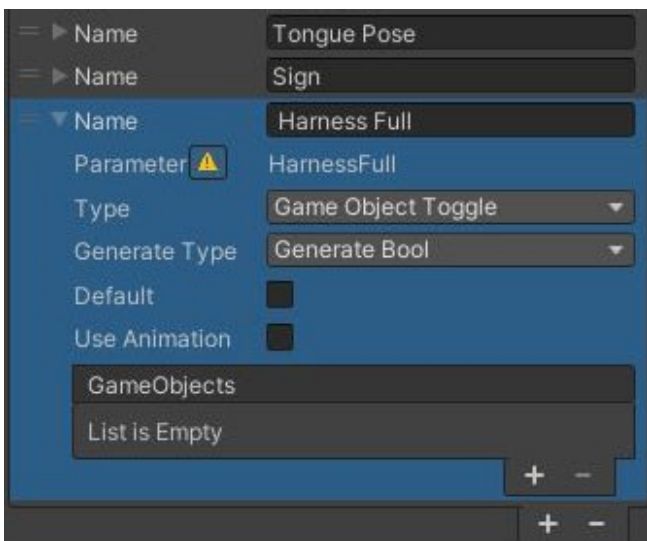 Name Tongue Pose
Name Sign
Name Harness Full
Parameter HarnessFull
Type Game Object Toggle
Generate Type Generate Bool
Default
Use Animation
GameObjects
List is Empty
+ −
+ −